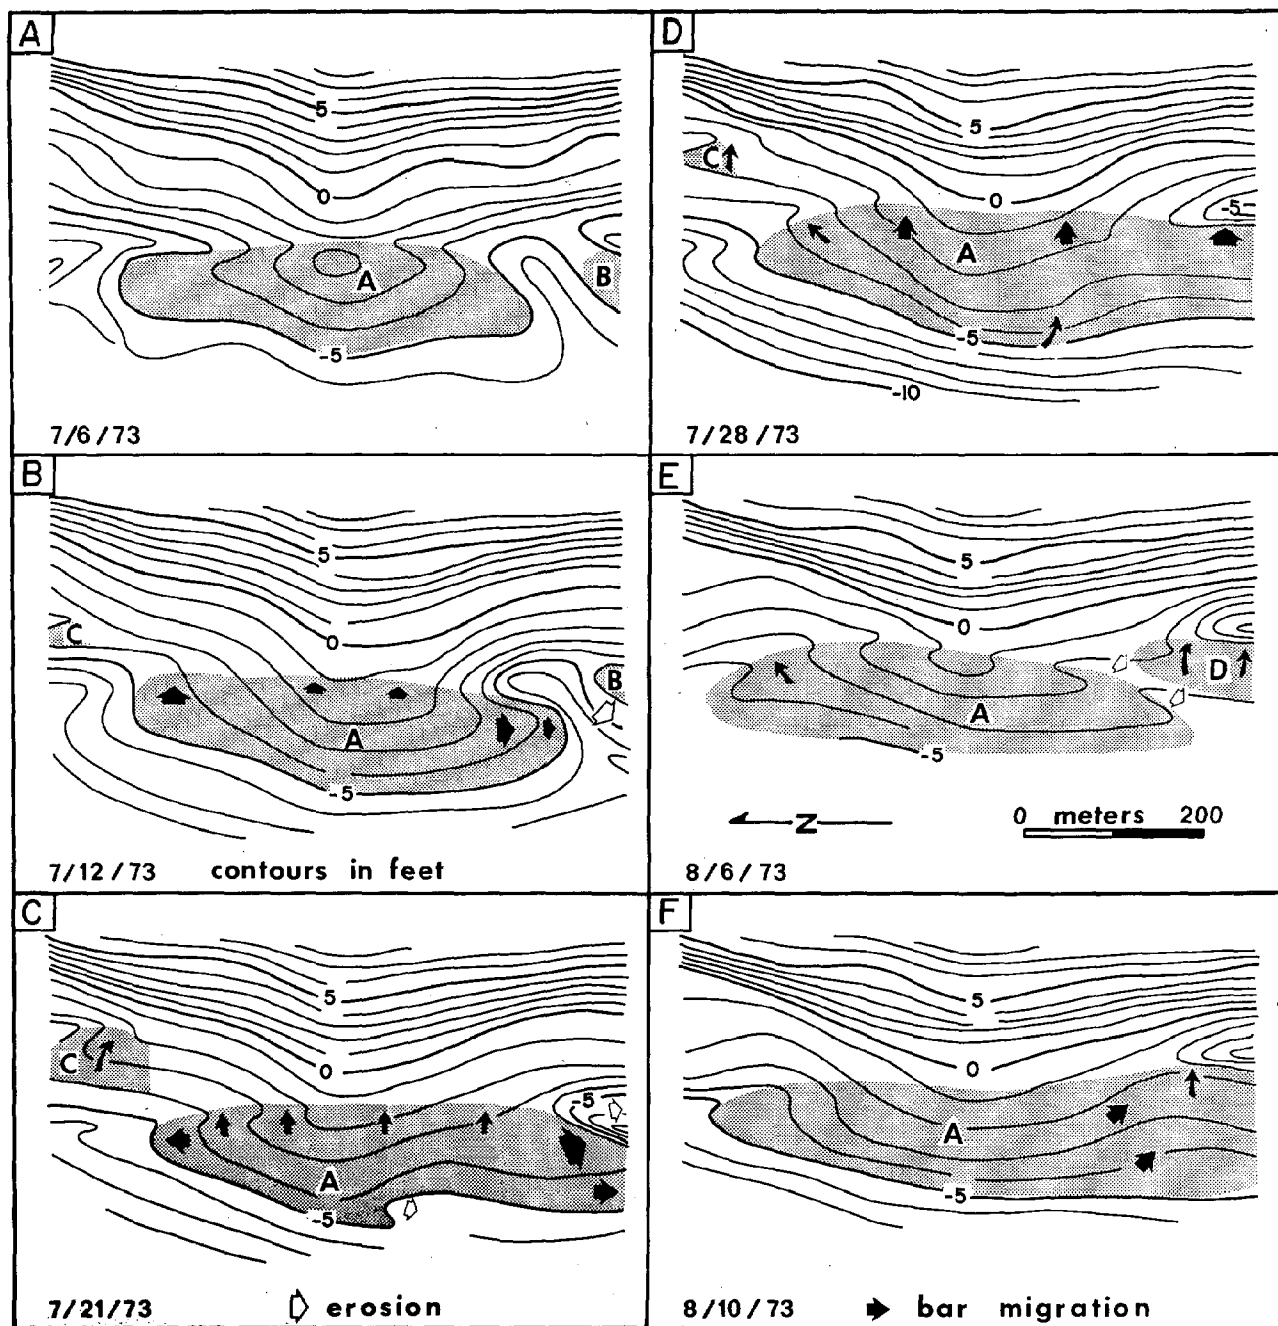 A
5
0
A
B
-5
7/6/73
B
5
0
C
B
A
-5
7/12/73 contours in feet
C
5
0
C
-5
A
-5
7/21/73 erosion
D
5
C
0
-5
A
-5
-10
7/28/73
E
5
0
D
A
-5
N
0 meters 200
8/6/73
F
5
0
A
-5
8/10/73 bar migration